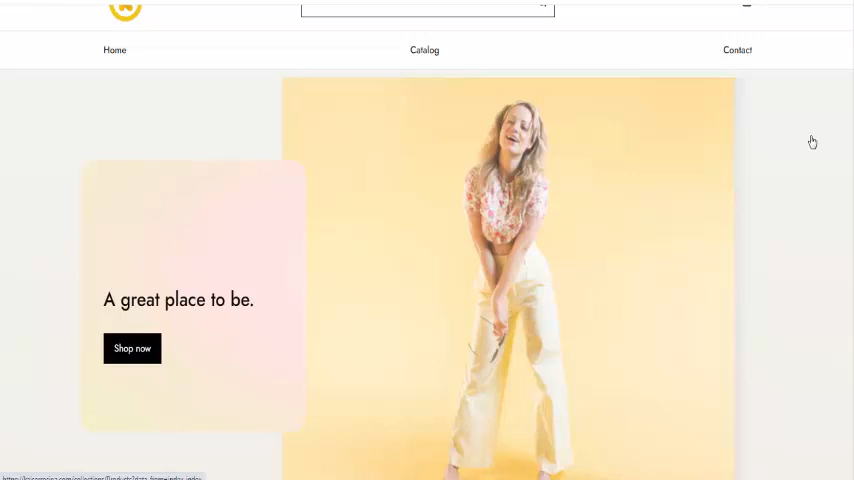 Home
Catalog
Contact
A great place to be.
Shop now